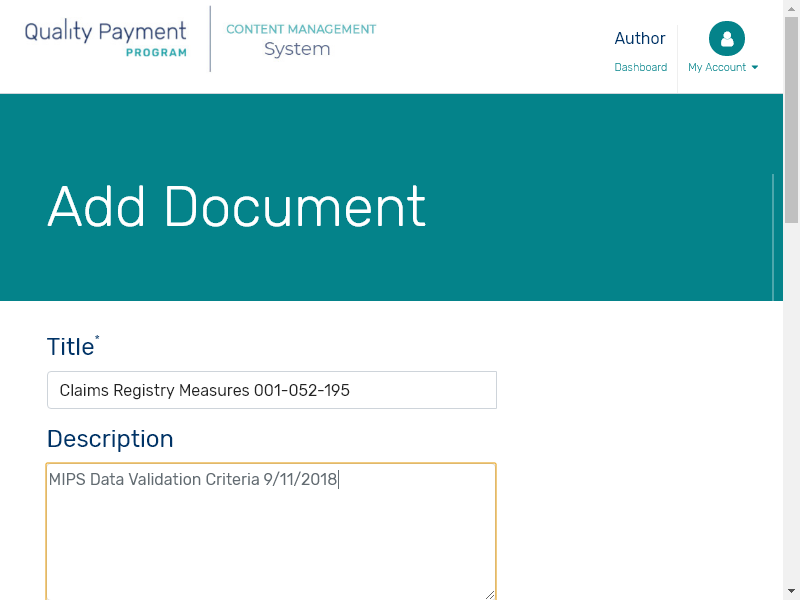 Quality Payment
PROGRAM
CONTENT MANAGEMENT
System
Author
Dashboard
My Account
Add Document
Title*
Claims Registry Measures 001-052-195
Description
MIPS Data Validation Criteria 9/11/2018